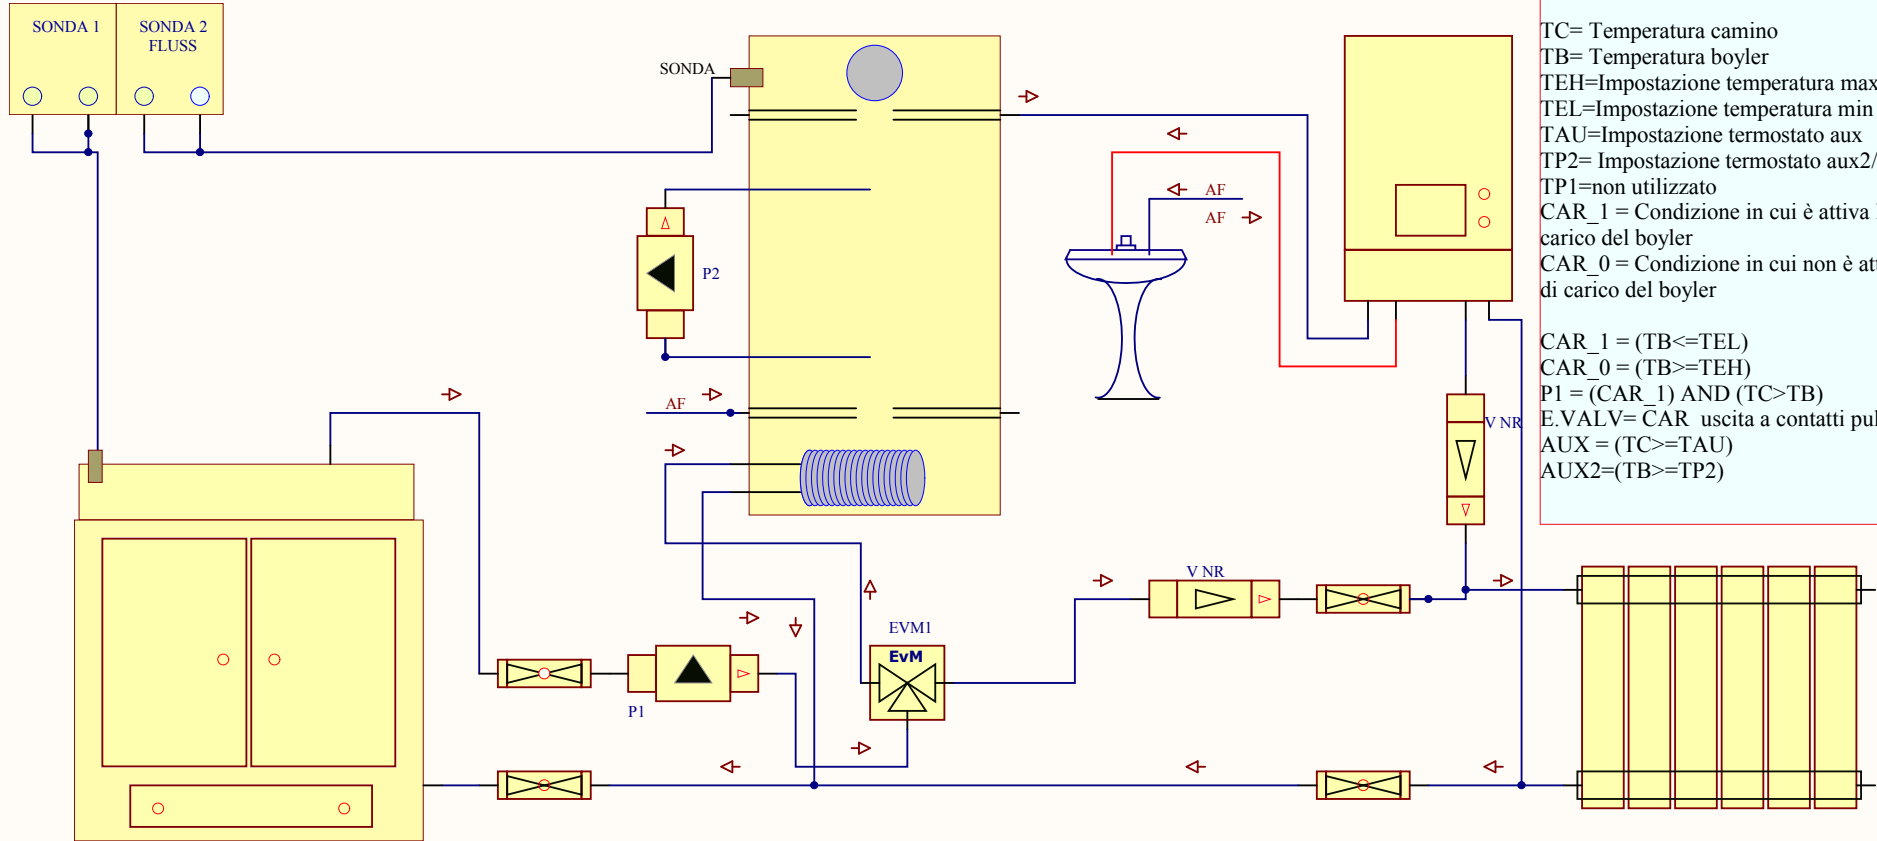 SONDA 1
SONDA 2
FLUSS
SONDA
P2
AF
AF
AF
P1
EVM1
EvM
V NR
V NR
TC= Temperatura camino
TB= Temperatura boyler
TEH=Impostazione temperatura max
TEL=Impostazione temperatura min
TAU=Impostazione termostato aux
TP2= Impostazione termostato aux2/
TP1=non utilizzato
CAR_1 = Condizione in cui è attiva
carico del boyler
CAR_0 = Condizione in cui non è att
di carico del boyler
CAR_1 = (TB<=TEL)
CAR_0 = (TB>=TEH)
P1 = (CAR_1) AND (TC>TB)
E.VALV= CAR uscita a contatti pul
AUX = (TC>=TAU)
AUX2=(TB>=TP2)